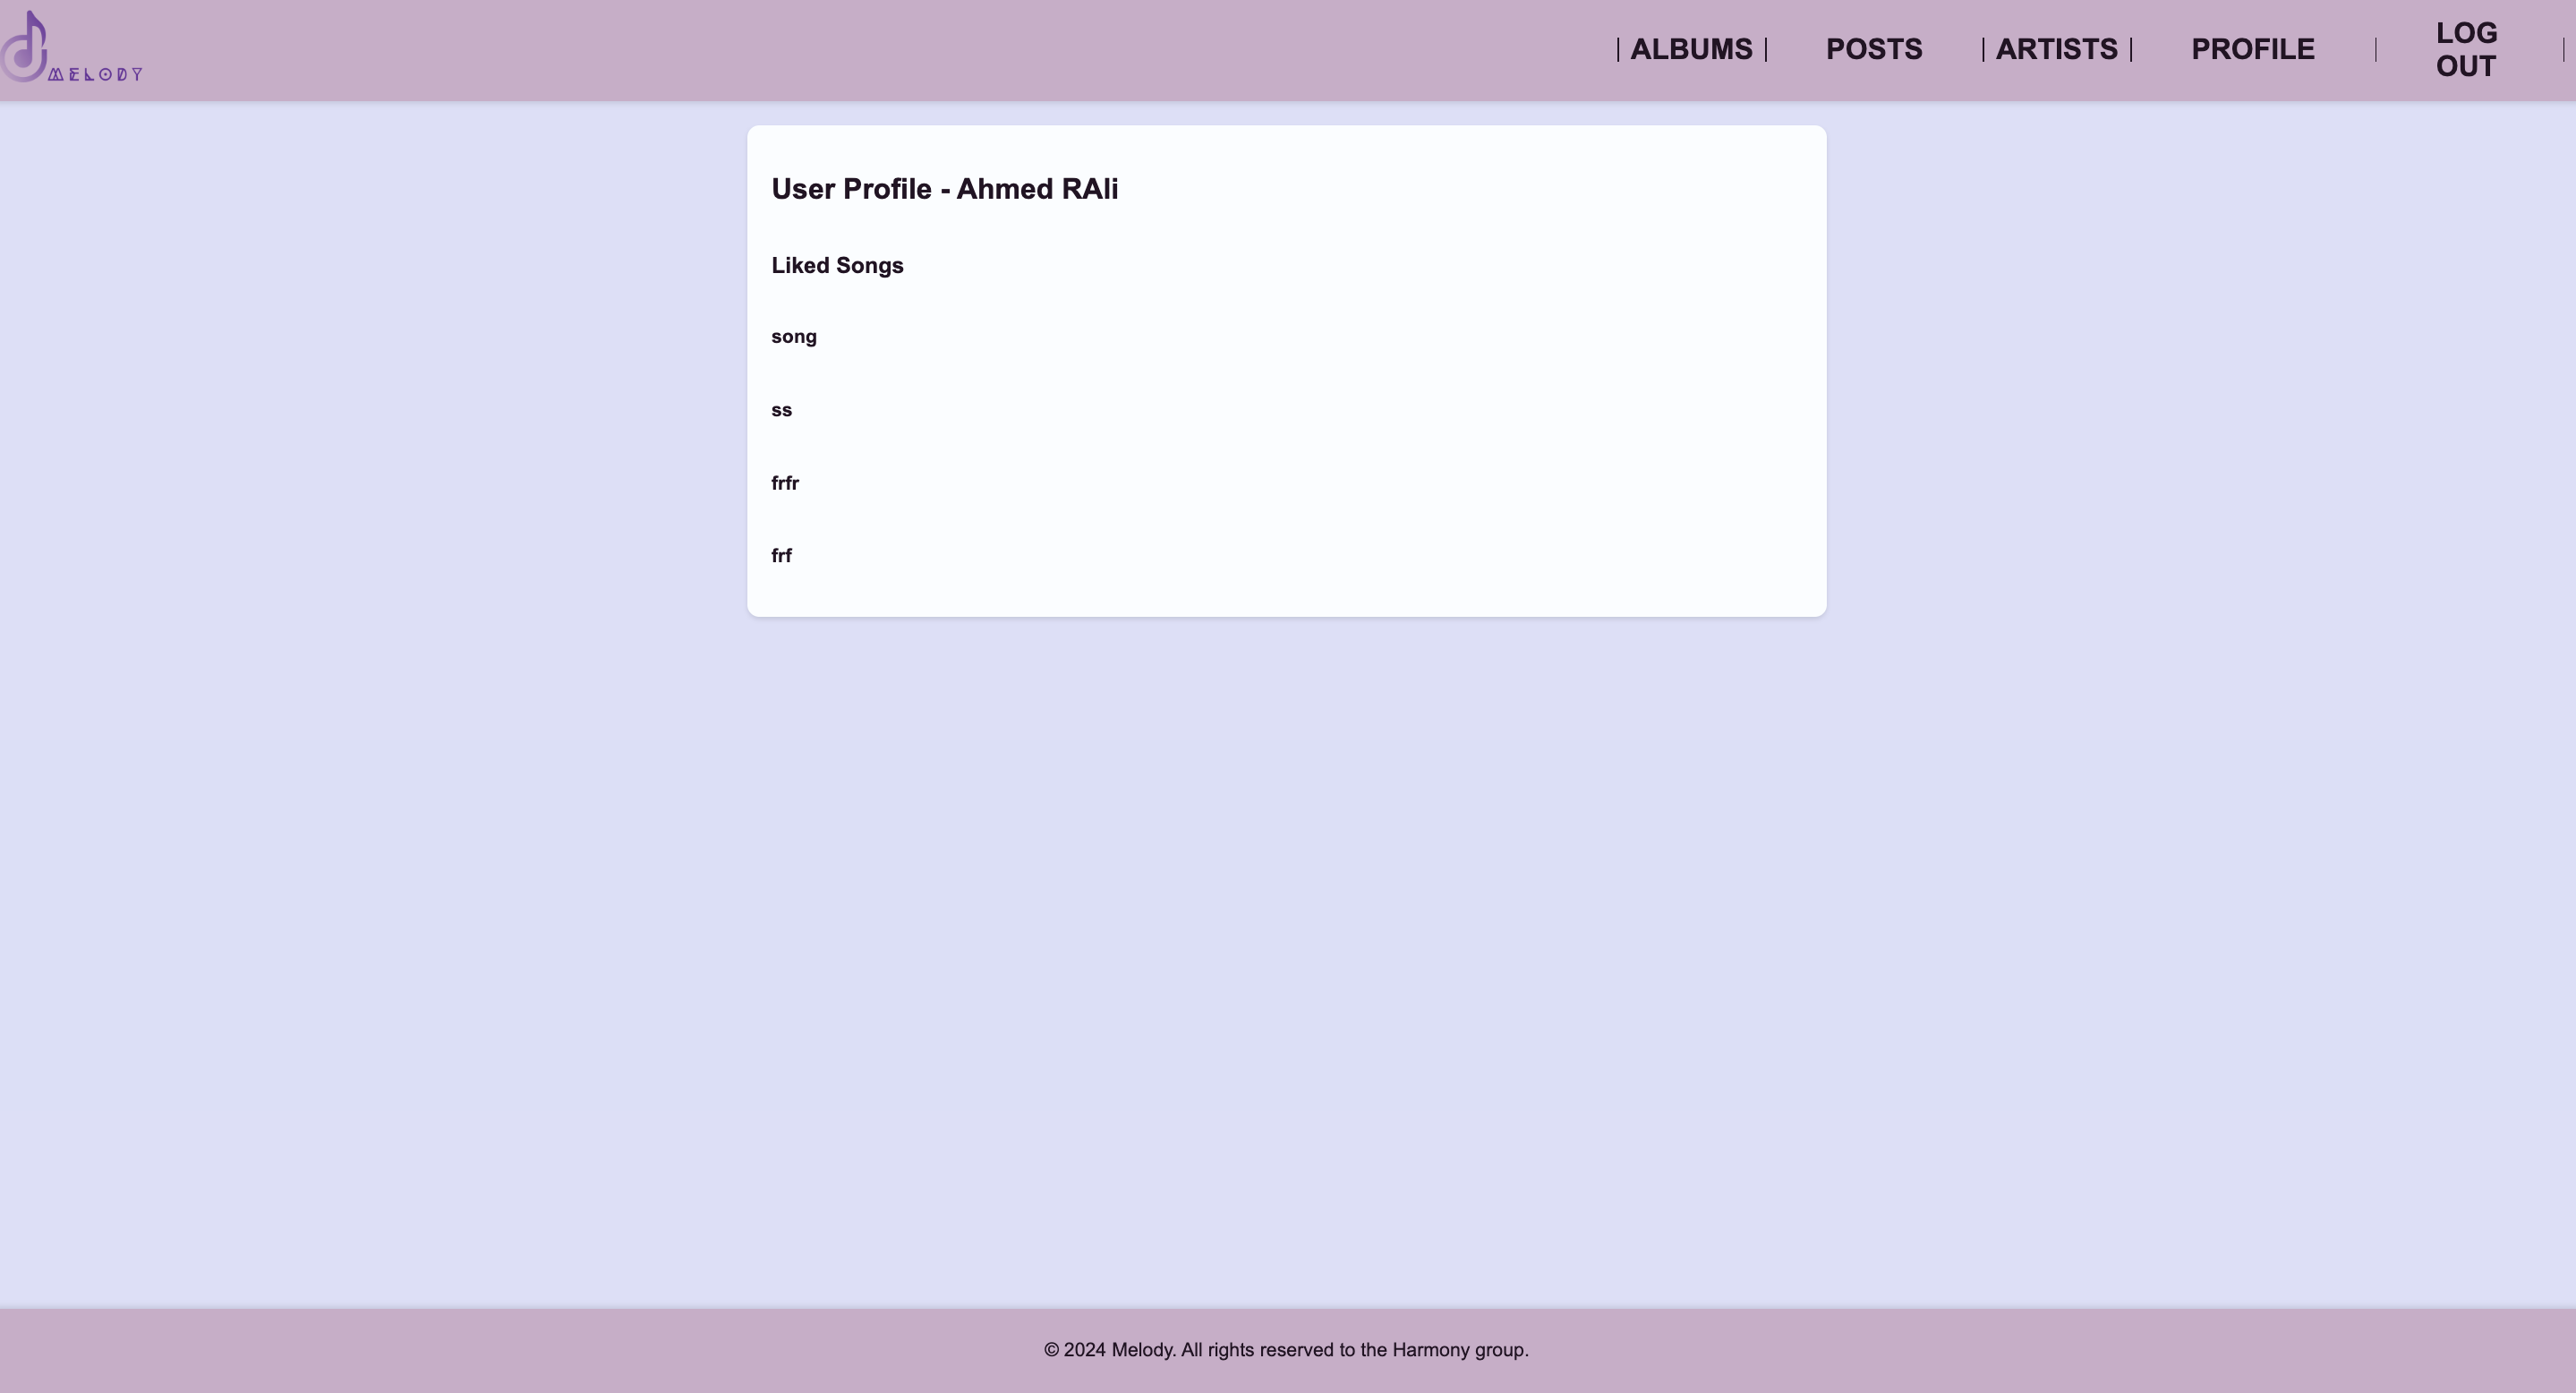 MELODY
| ALBUMS | POSTS | ARTISTS | PROFILE | LOG OUT |
User Profile - Ahmed RAli
Liked Songs
song
ss
frfr
frf
© 2024 Melody. All rights reserved to the Harmony group.